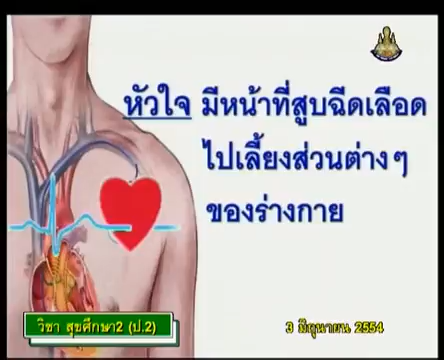 หัวใจ มีหน้าที่สูบฉีดเลือด
ไปเลี้ยงส่วนต่างๆ
ของร่างกาย
วิชา สุขศึกษา2 (ป.2)
3 มิถุนายน 2554